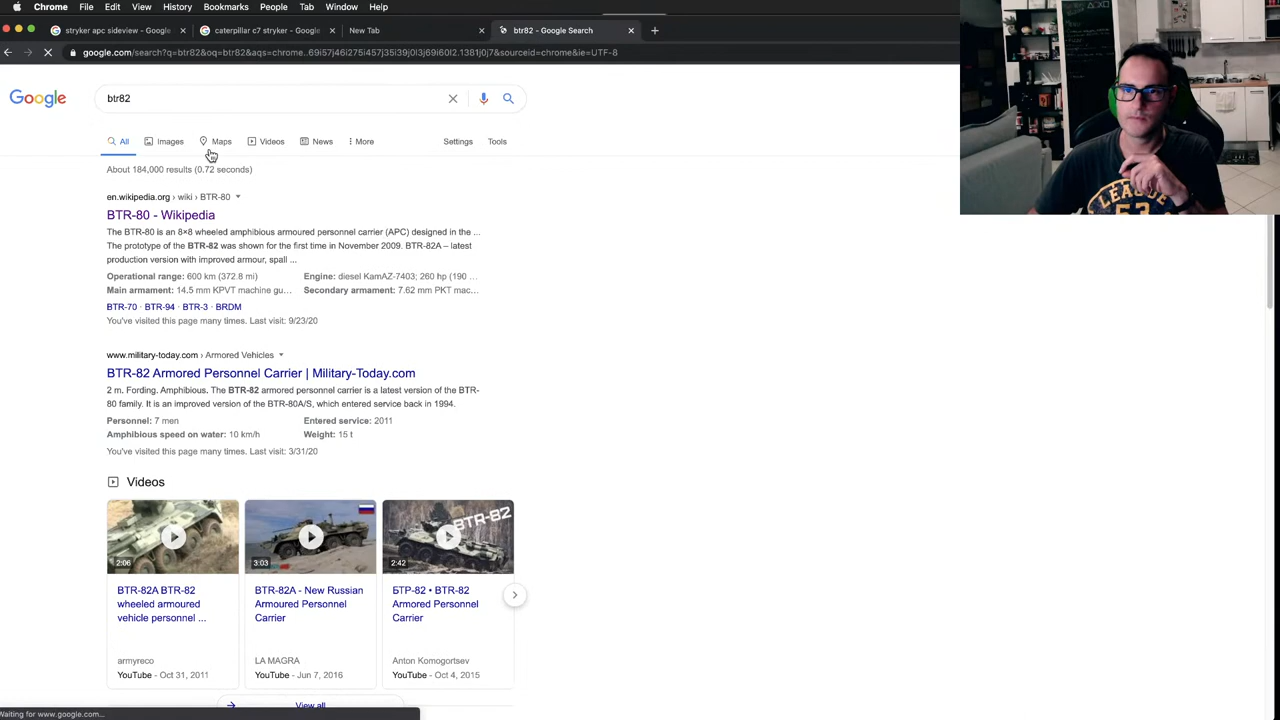 Chrome File Edit View History Bookmarks People Tab Window Help
stryker apc sideview - Google caterpillar c7 stryker - Google New Tab btr82 - Google Search
google.com/search?q=btr82&oq=btr82&aqs=chrome..69i57j46i275i457j35i39j0l3j69i60l2.1381j0j7&sourceid=chrome&ie=UTF-8
Google btr82
All Images Maps Videos News More Settings Tools
About 184,000 results (0.72 seconds)
en.wikipedia.org › wiki › BTR-80
BTR-80 - Wikipedia
The BTR-80 is an 8×8 wheeled amphibious armoured personnel carrier (APC) designed in the ...
The prototype of the BTR-82 was shown for the first time in November 2009. BTR-82A – latest
production version with improved armour, spall ...
Operational range: 600 km (372.8 mi) Engine: diesel KamAZ-7403; 260 hp (190 ...
Main armament: 14.5 mm KPVT machine gu... Secondary armament: 7.62 mm PKT mac...
BTR-70 · BTR-94 · BTR-3 · BRDM
You've visited this page many times. Last visit: 9/23/20
www.military-today.com › Armored Vehicles
BTR-82 Armored Personnel Carrier | Military-Today.com
2 m. Fording. Amphibious. The BTR-82 armored personnel carrier is a latest version of the BTR-
80 family. It is an improved version of the BTR-80A/S, which entered service back in 1994.
Personnel: 7 men Entered service: 2011
Amphibious speed on water: 10 km/h Weight: 15 t
You've visited this page many times. Last visit: 3/31/20
Videos
BTR-82
2:06 3:03 2:42
BTR-82A BTR-82 wheeled armoured vehicle personnel ...
BTR-82A - New Russian Armoured Personnel Carrier
БТР-82 • BTR-82 Armored Personnel Carrier
armyreco LA MAGRA Anton Komogortsev
YouTube - Oct 31, 2011 YouTube - Jun 7, 2016 YouTube - Oct 4, 2015
View all
Waiting for www.google.com...
LEAGUE
53